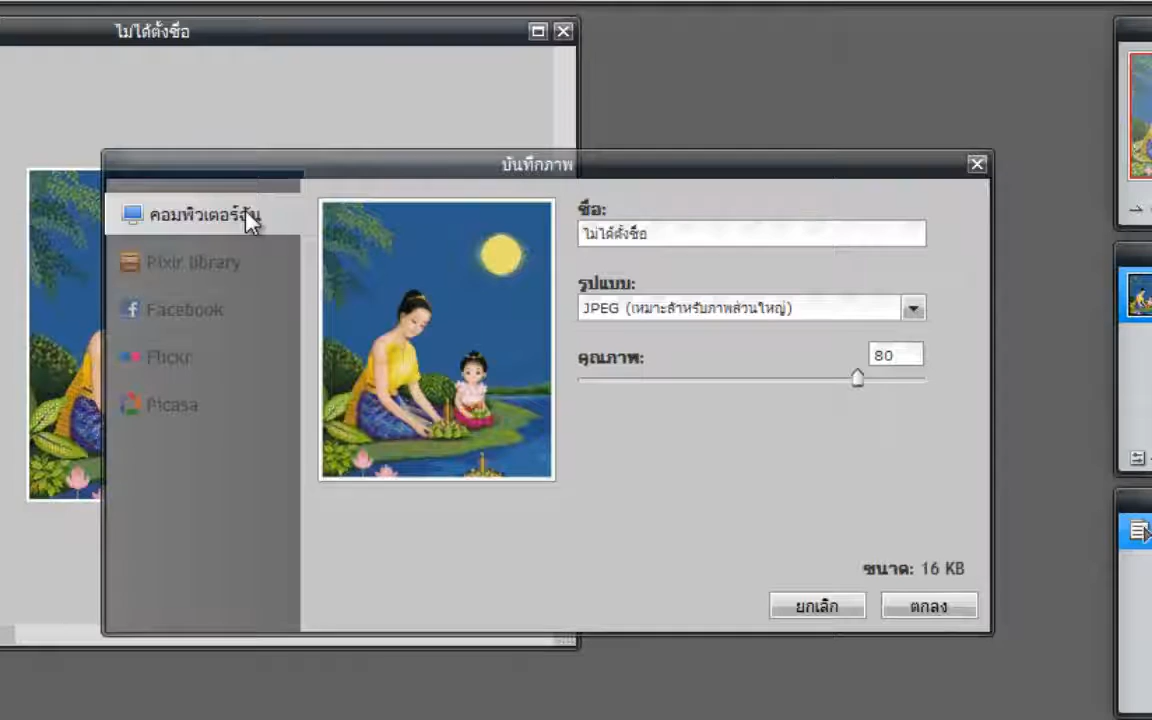 ไม่ได้ตั้งชื่อ
บันทึกภาพ
คอมพิวเตอร์ฉัน
Pixlr library
Facebook
Flickr
Picasa
ชื่อ:
ไม่ได้ตั้งชื่อ
รูปแบบ:
JPEG (เหมาะสำหรับภาพส่วนใหญ่)
คุณภาพ:
80
ขนาด: 16 KB
ยกเลิก
ตกลง